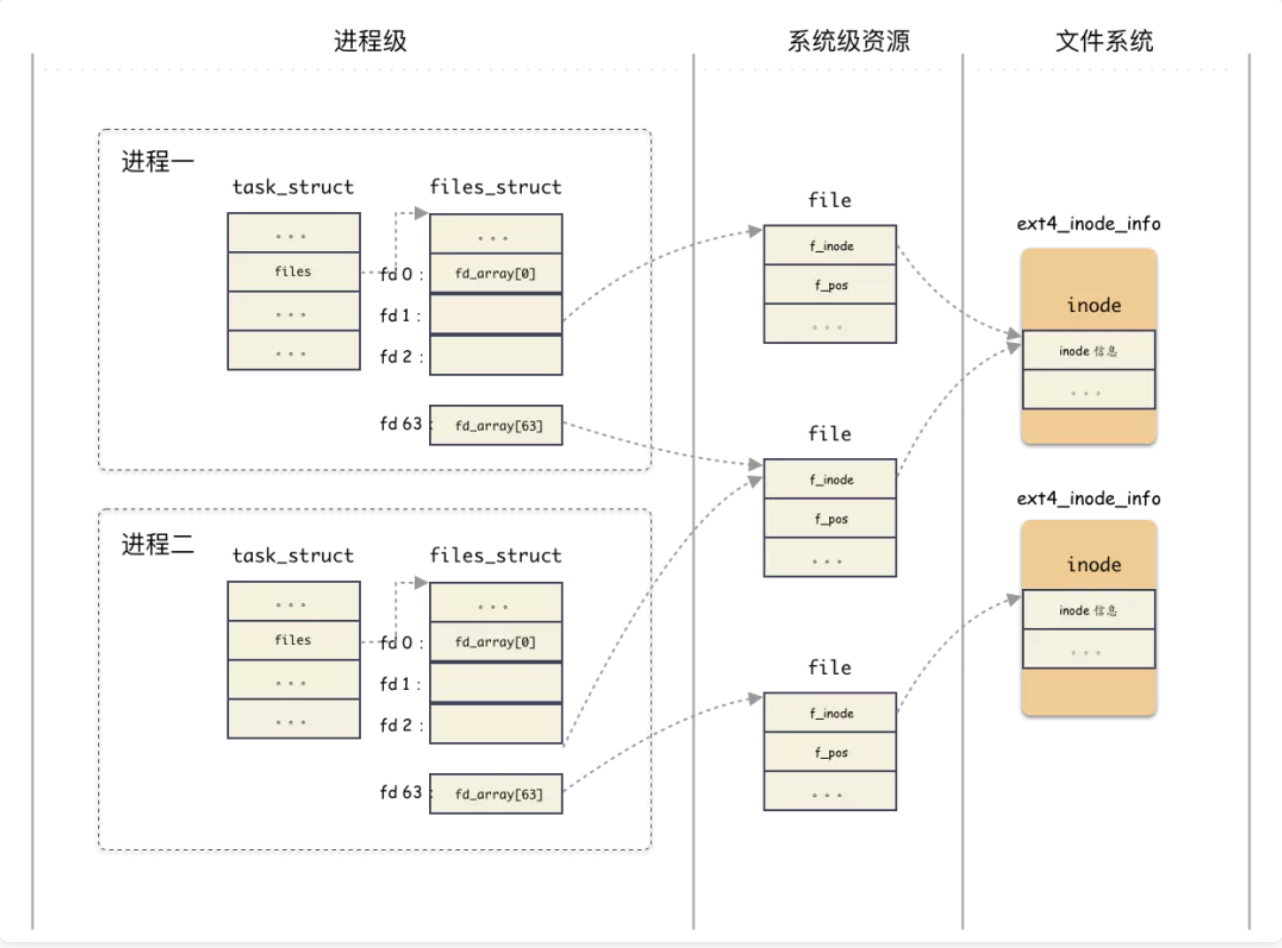 进程级
系统级资源
文件系统
进程一
task_struct
files_struct
...
files
...
...
...
fd 0 : fd_array[0]
fd 1 :
fd 2 :
fd 63 : fd_array[63]
file
f_inode
f_pos
...
ext4_inode_info
inode
inode 信息
...
进程二
task_struct
files_struct
...
files
...
...
...
fd 0 : fd_array[0]
fd 1 :
fd 2 :
fd 63 : fd_array[63]
file
f_inode
f_pos
...
file
f_inode
f_pos
...
ext4_inode_info
inode
inode 信息
...